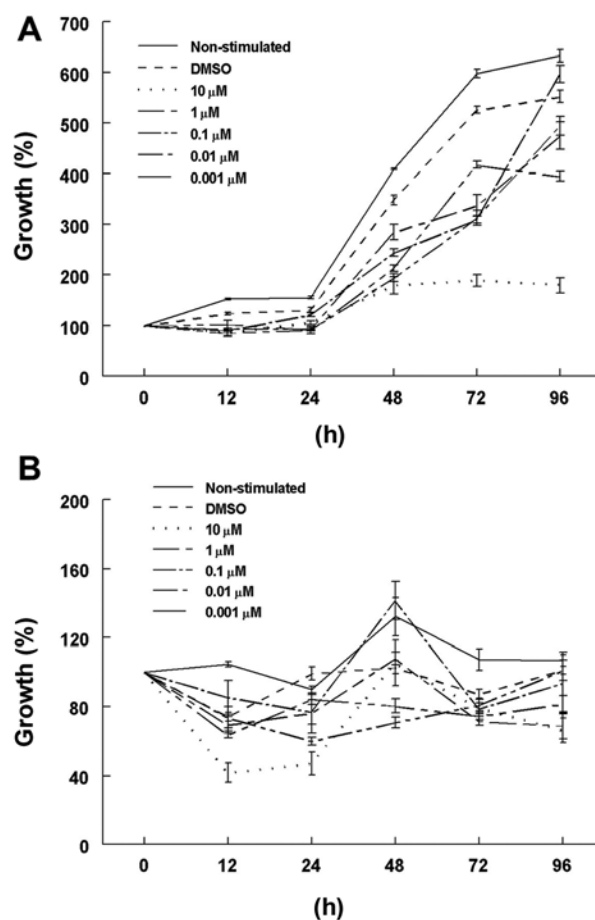 A
700
600
500
400
300
200
100
0
Growth (%)
Non-stimulated
DMSO
10 μM
1 μM
0.1 μM
0.01 μM
0.001 μM
0 12 24 48 72 96
(h)
B
200
160
120
80
40
0
Growth (%)
Non-stimulated
DMSO
10 μM
1 μM
0.1 μM
0.01 μM
0.001 μM
0 12 24 48 72 96
(h)